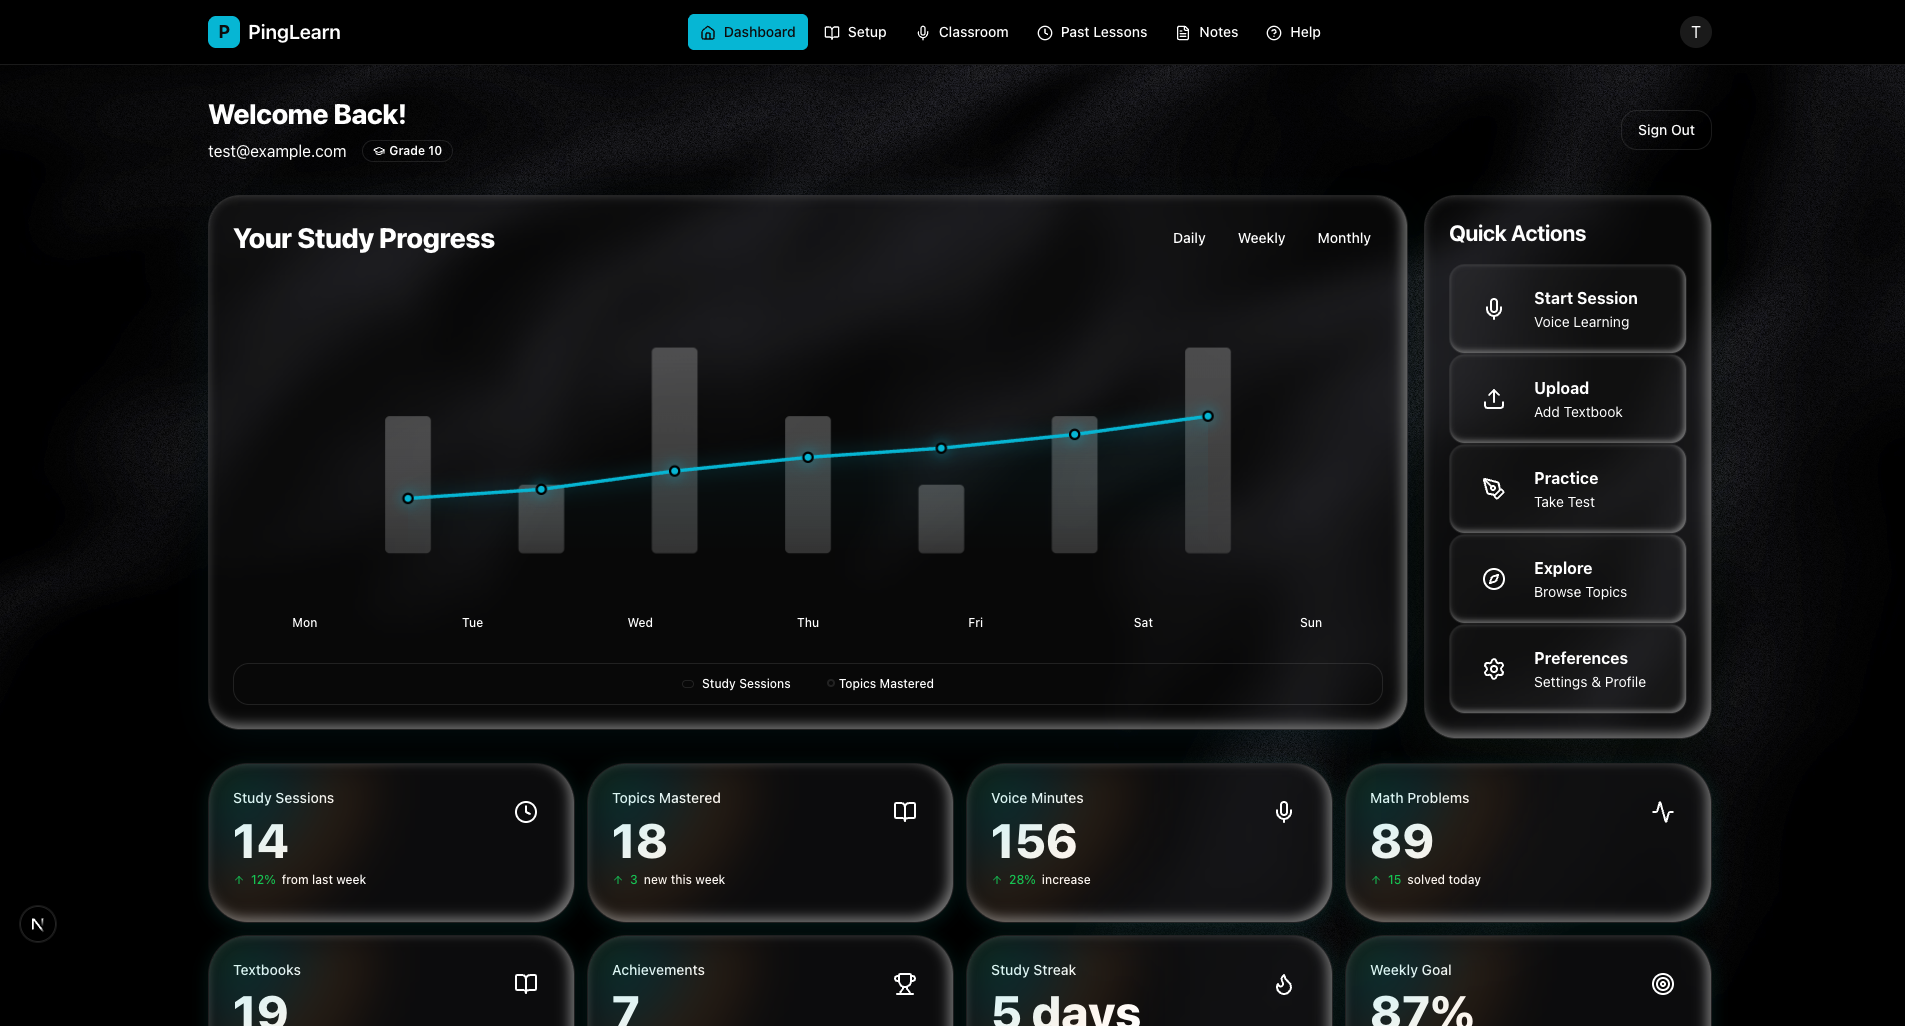 P PingLearn
Dashboard Setup Classroom Past Lessons Notes Help
T
Welcome Back!
test@example.com Grade 10
Sign Out
Your Study Progress
Daily Weekly Monthly
Mon Tue Wed Thu Fri Sat Sun
Study Sessions Topics Mastered
Quick Actions
Start Session
Voice Learning
Upload
Add Textbook
Practice
Take Test
Explore
Browse Topics
Preferences
Settings & Profile
Study Sessions
14
↑ 12% from last week
Topics Mastered
18
↑ 3 new this week
Voice Minutes
156
↑ 28% increase
Math Problems
89
↑ 15 solved today
N
Textbooks
19
Achievements
7
Study Streak
5 days
Weekly Goal
87%